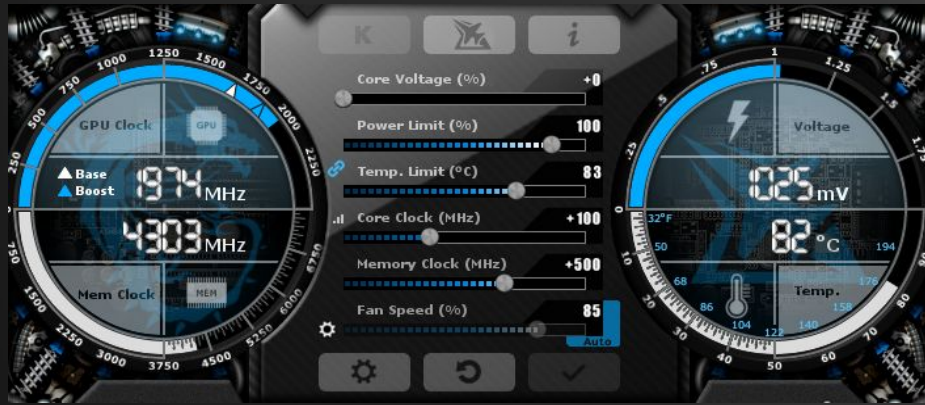 K i
Core Voltage (%) +0
Power Limit (%) 100
Temp. Limit (°C) 83
Core Clock (MHz) +100
Memory Clock (MHz) +500
Fan Speed (%) 85
Auto
0 250 500 750 1000 1250 1500 1750 2000 2250
GPU Clock
GPU
Base
Boost
1974 MHz
4303 MHz
Mem Clock
MEM
750 1500 2250 3000 3750 4500 5250 6000 6750
0 .25 .5 .75 1 1.25 1.5 1.75
Voltage
1025 mV
82 °C
Temp.
32°F 50 68 86 104 122 140 158 176 194
10 20 30 40 50 60 70 80 90